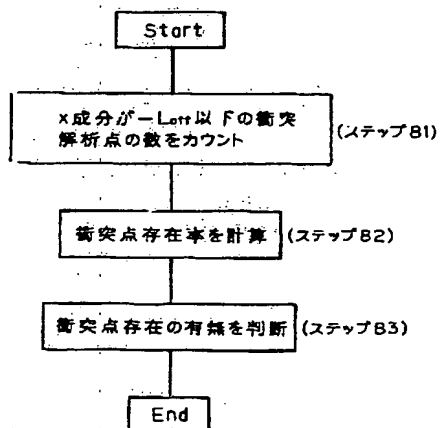 Start
x成分が-Loff以下の衝突
解析点の数をカウント
(ステップ81)
衝突点存在率を計算
(ステップ82)
衝突点存在の有無を判断
(ステップ83)
End